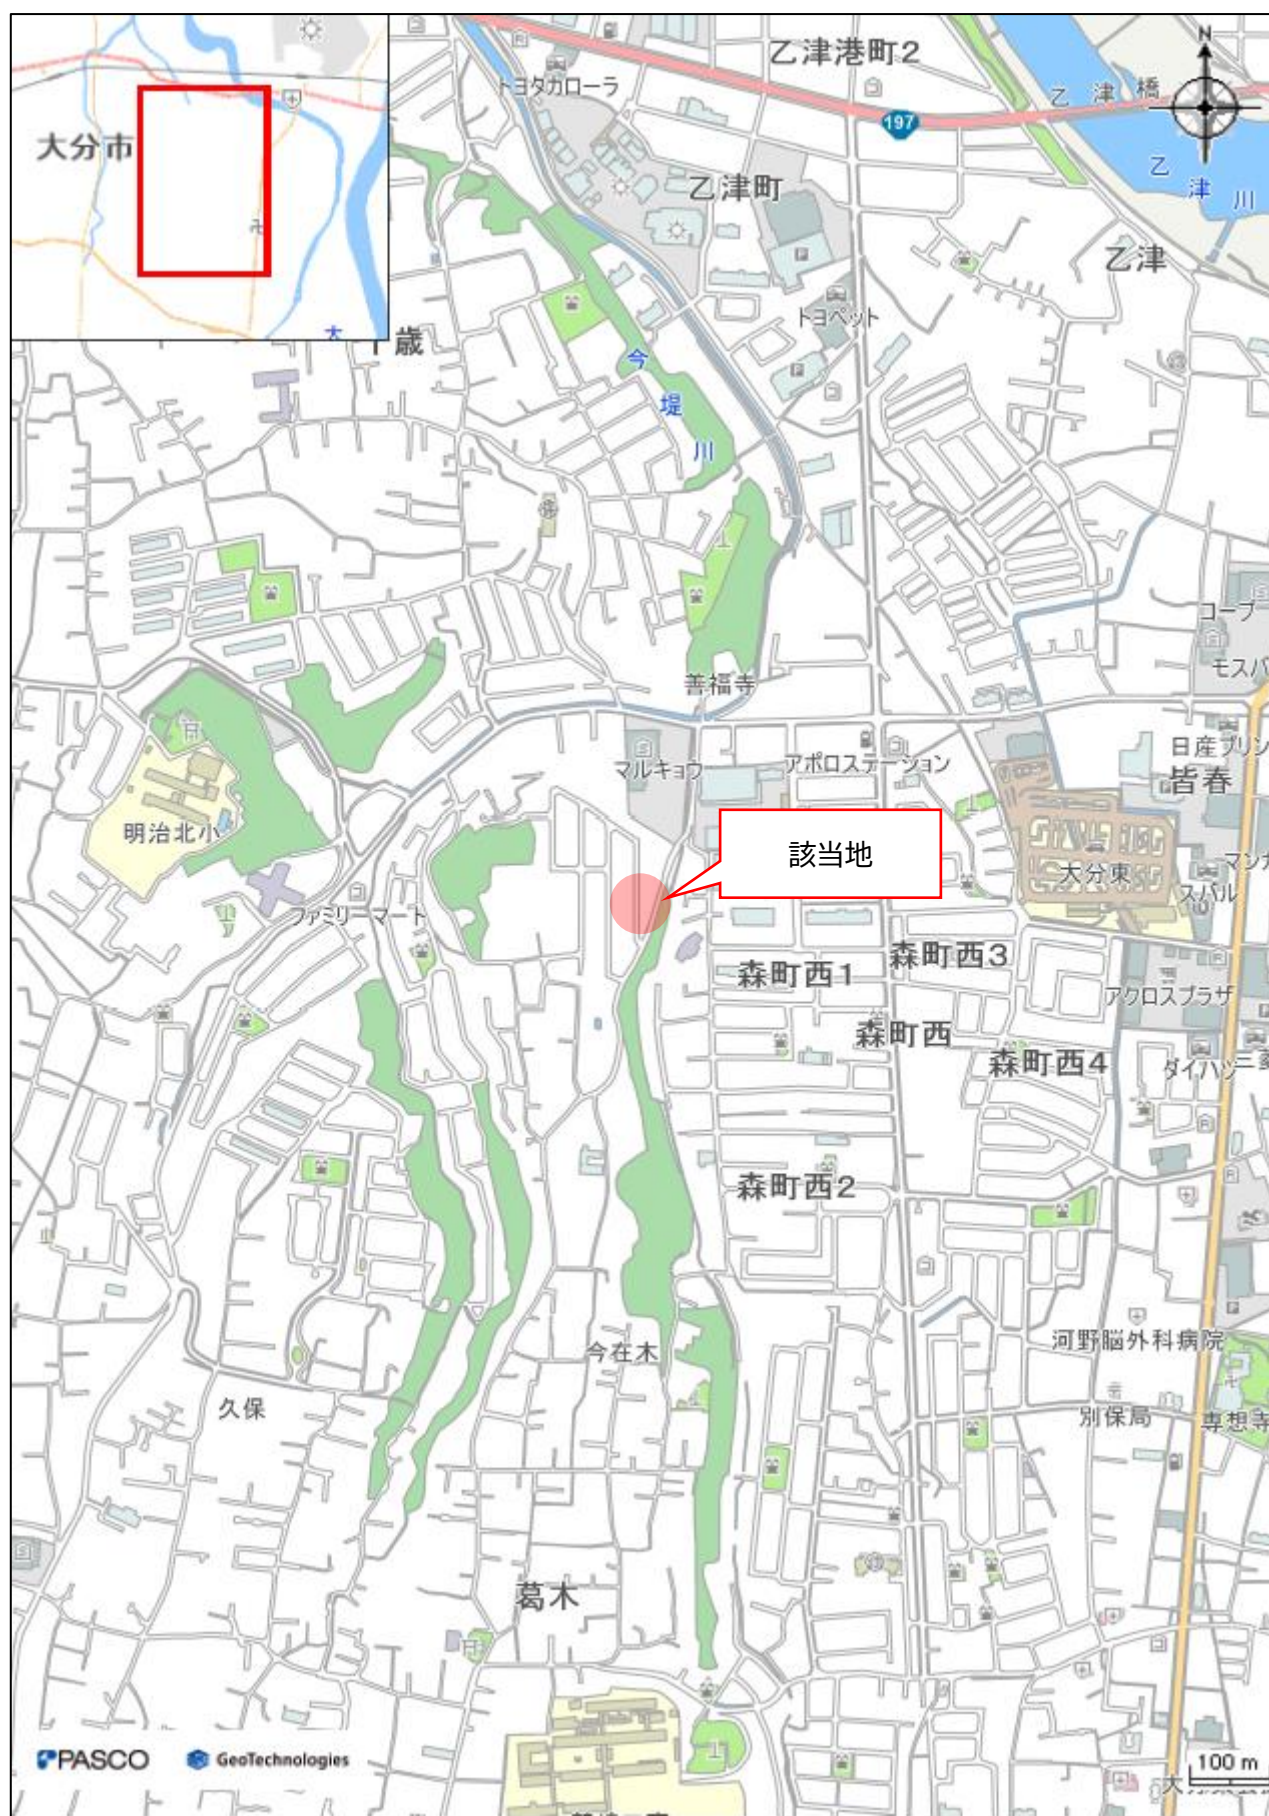 大分市
乙津港町2
トヨタカローラ
乙津橋
197
乙津川
N
乙津町
乙津
トヨペット
歳
今堤川
コープ
モスバ
善福寺
マルキョウ
アポロステーション
日産プリン
皆春
明治北小
該当地
大分東
マンガ
スバル
ファミリーマート
森町西1
森町西3
アクロスプラザ
森町西
森町西4
ダイハツ
三菱
森町西2
今在木
河野脳外科病院
久保
別保局
専想寺
葛木
PASCO
GeoTechnologies
100 m